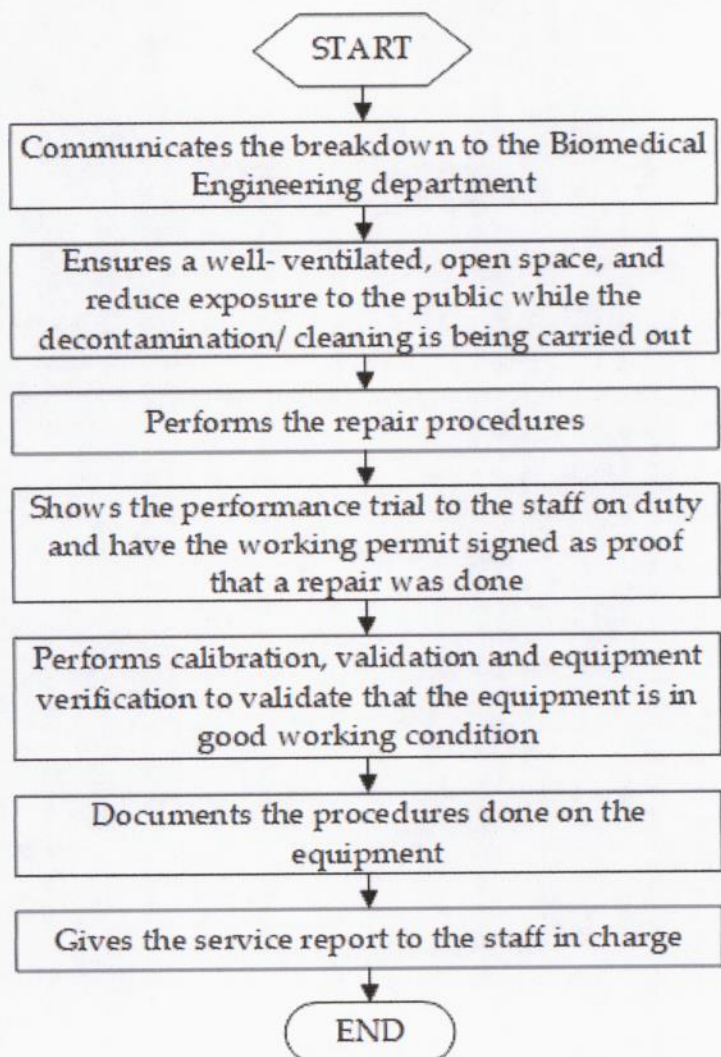 START
Communicates the breakdown to the Biomedical
Engineering department
Ensures a well- ventilated, open space, and
reduce exposure to the public while the
decontamination/ cleaning is being carried out
Performs the repair procedures
Shows the performance trial to the staff on duty
and have the working permit signed as proof
that a repair was done
Performs calibration, validation and equipment
verification to validate that the equipment is in
good working condition
Documents the procedures done on the
equipment
Gives the service report to the staff in charge
END